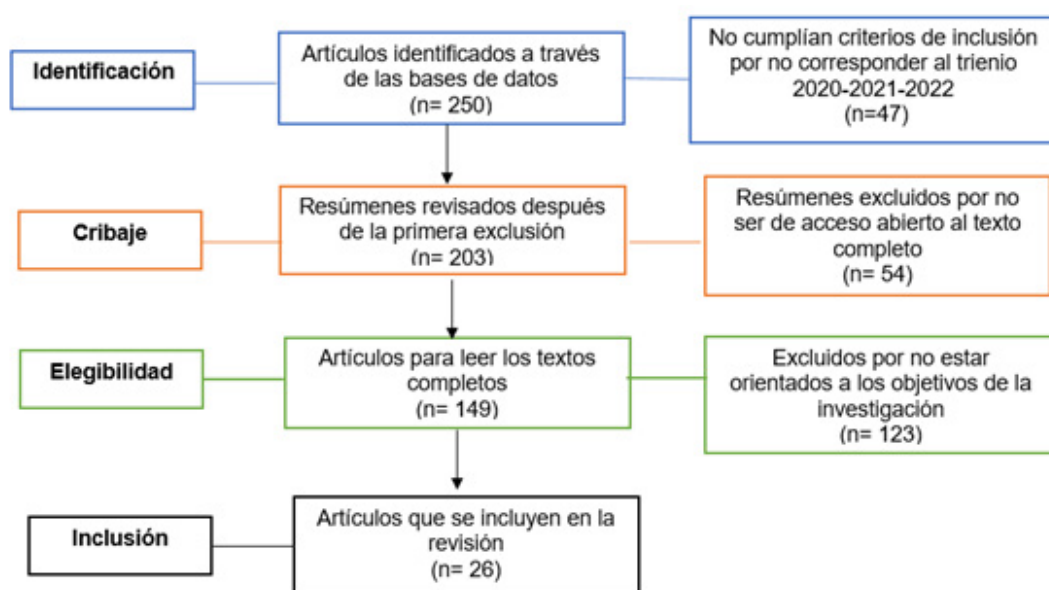 Identificación
Artículos identificados a través
de las bases de datos
(n= 250)
No cumplían criterios de inclusión
por no corresponder al trienio
2020-2021-2022
(n=47)
Cribaje
Resúmenes revisados después
de la primera exclusión
(n= 203)
Resúmenes excluidos por no
ser de acceso abierto al texto
completo
(n= 54)
Elegibilidad
Artículos para leer los textos
completos
(n= 149)
Excluidos por no estar
orientados a los objetivos de la
investigación
(n= 123)
Inclusión
Artículos que se incluyen en la
revisión
(n= 26)